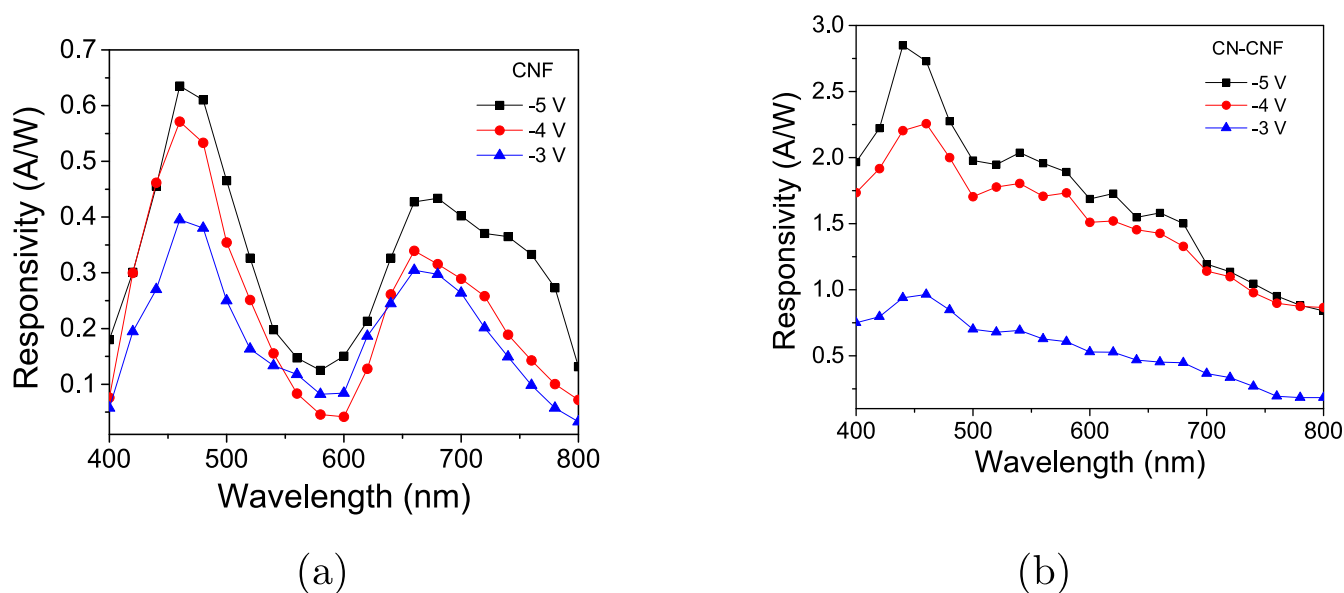 CNF
-5 V
-4 V
-3 V
Responsivity (A/W)
0.7
0.6
0.5
0.4
0.3
0.2
0.1
400 500 600 700 800
Wavelength (nm)
(a)
CN-CNF
-5 V
-4 V
-3 V
Responsivity (A/W)
3.0
2.5
2.0
1.5
1.0
0.5
400 500 600 700 800
Wavelength (nm)
(b)